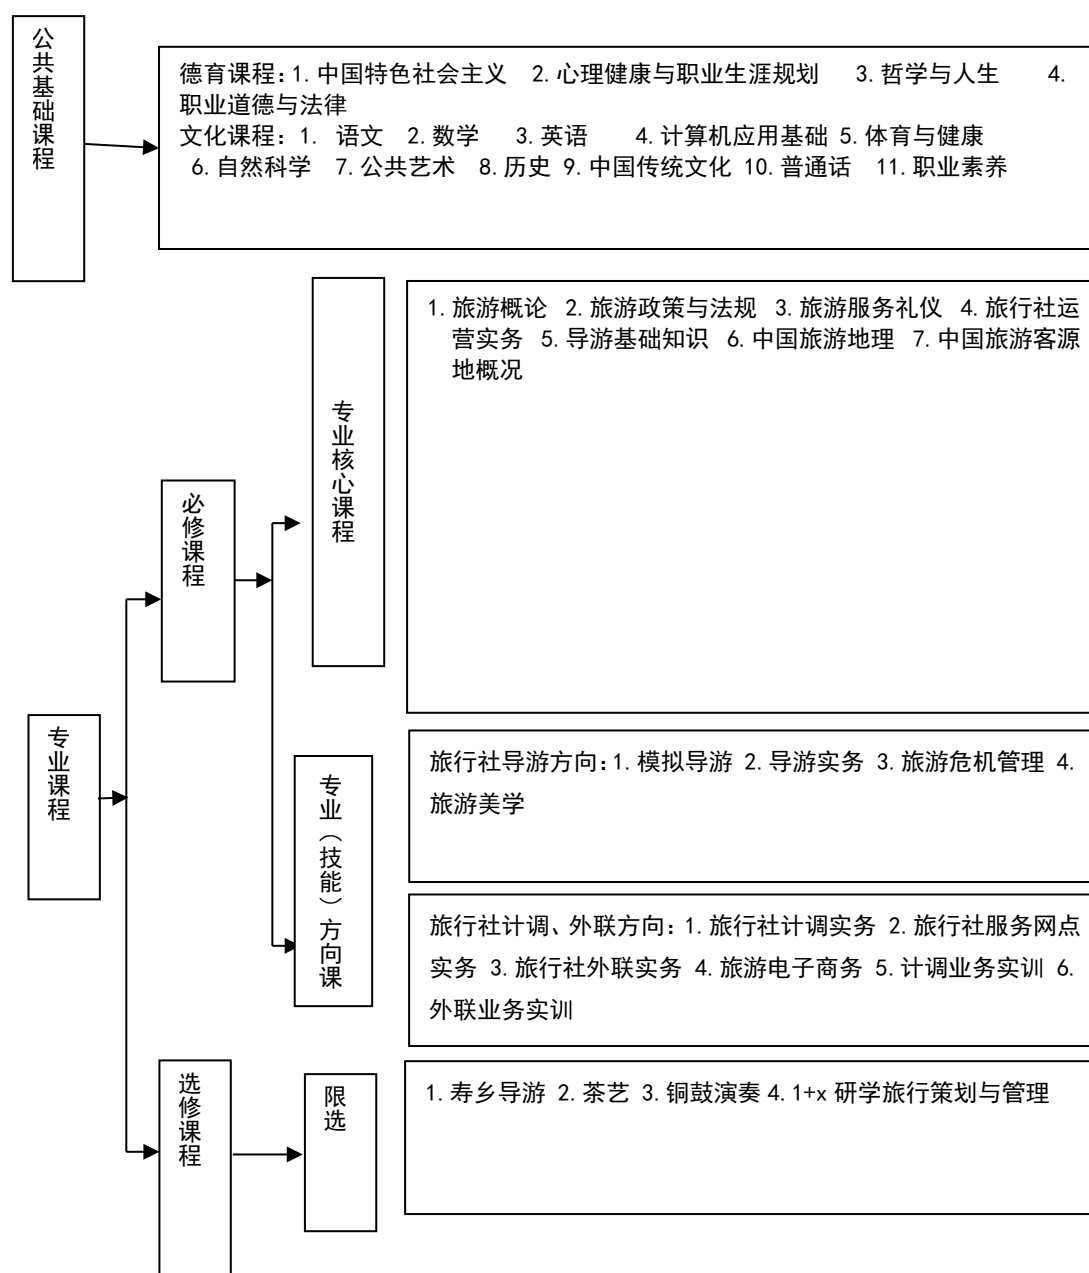 公共基础课程
德育课程：1. 中国特色社会主义 2. 心理健康与职业生涯规划 3. 哲学与人生 4.
职业道德与法律
文化课程：1. 语文 2. 数学 3. 英语 4. 计算机应用基础 5. 体育与健康
6. 自然科学 7. 公共艺术 8. 历史 9. 中国传统文化 10. 普通话 11. 职业素养
专业课程
必修课程
专业核心课程
1. 旅游概论 2. 旅游政策与法规 3. 旅游服务礼仪 4. 旅行社运
营实务 5. 导游基础知识 6. 中国旅游地理 7. 中国旅游客源
地概况
专业（技能）方向课
旅行社导游方向：1. 模拟导游 2. 导游实务 3. 旅游危机管理 4.
旅游美学
旅行社计调、外联方向：1. 旅行社计调实务 2. 旅行社服务网点
实务 3. 旅行社外联实务 4. 旅游电子商务 5. 计调业务实训 6.
外联业务实训
选修课程
限选
1. 寿乡导游 2. 茶艺 3. 铜鼓演奏 4. 1+x 研学旅行策划与管理